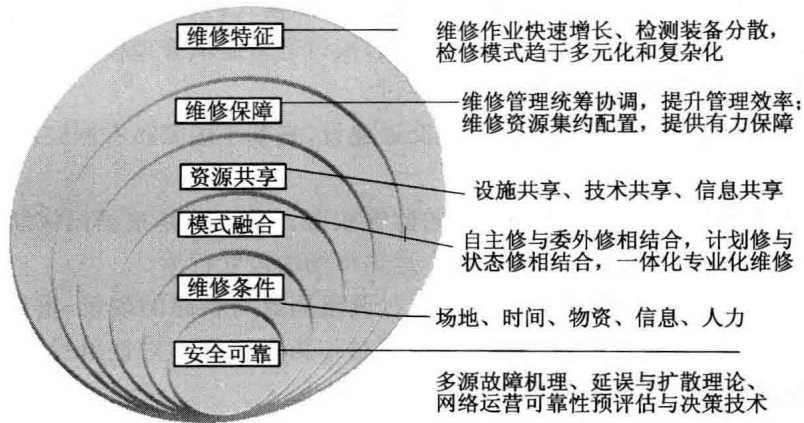 维修特征
维修作业快速增长、检测装备分散，
检修模式趋于多元化和复杂化
维修保障
维修管理统筹协调，提升管理效率；
维修资源集约配置，提供有力保障
资源共享
设施共享、技术共享、信息共享
模式融合
自主修与委外修相结合，计划修与
状态修相结合，一体化专业化维修
维修条件
场地、时间、物资、信息、人力
安全可靠
多源故障机理、延误与扩散理论、
网络运营可靠性预评估与决策技术